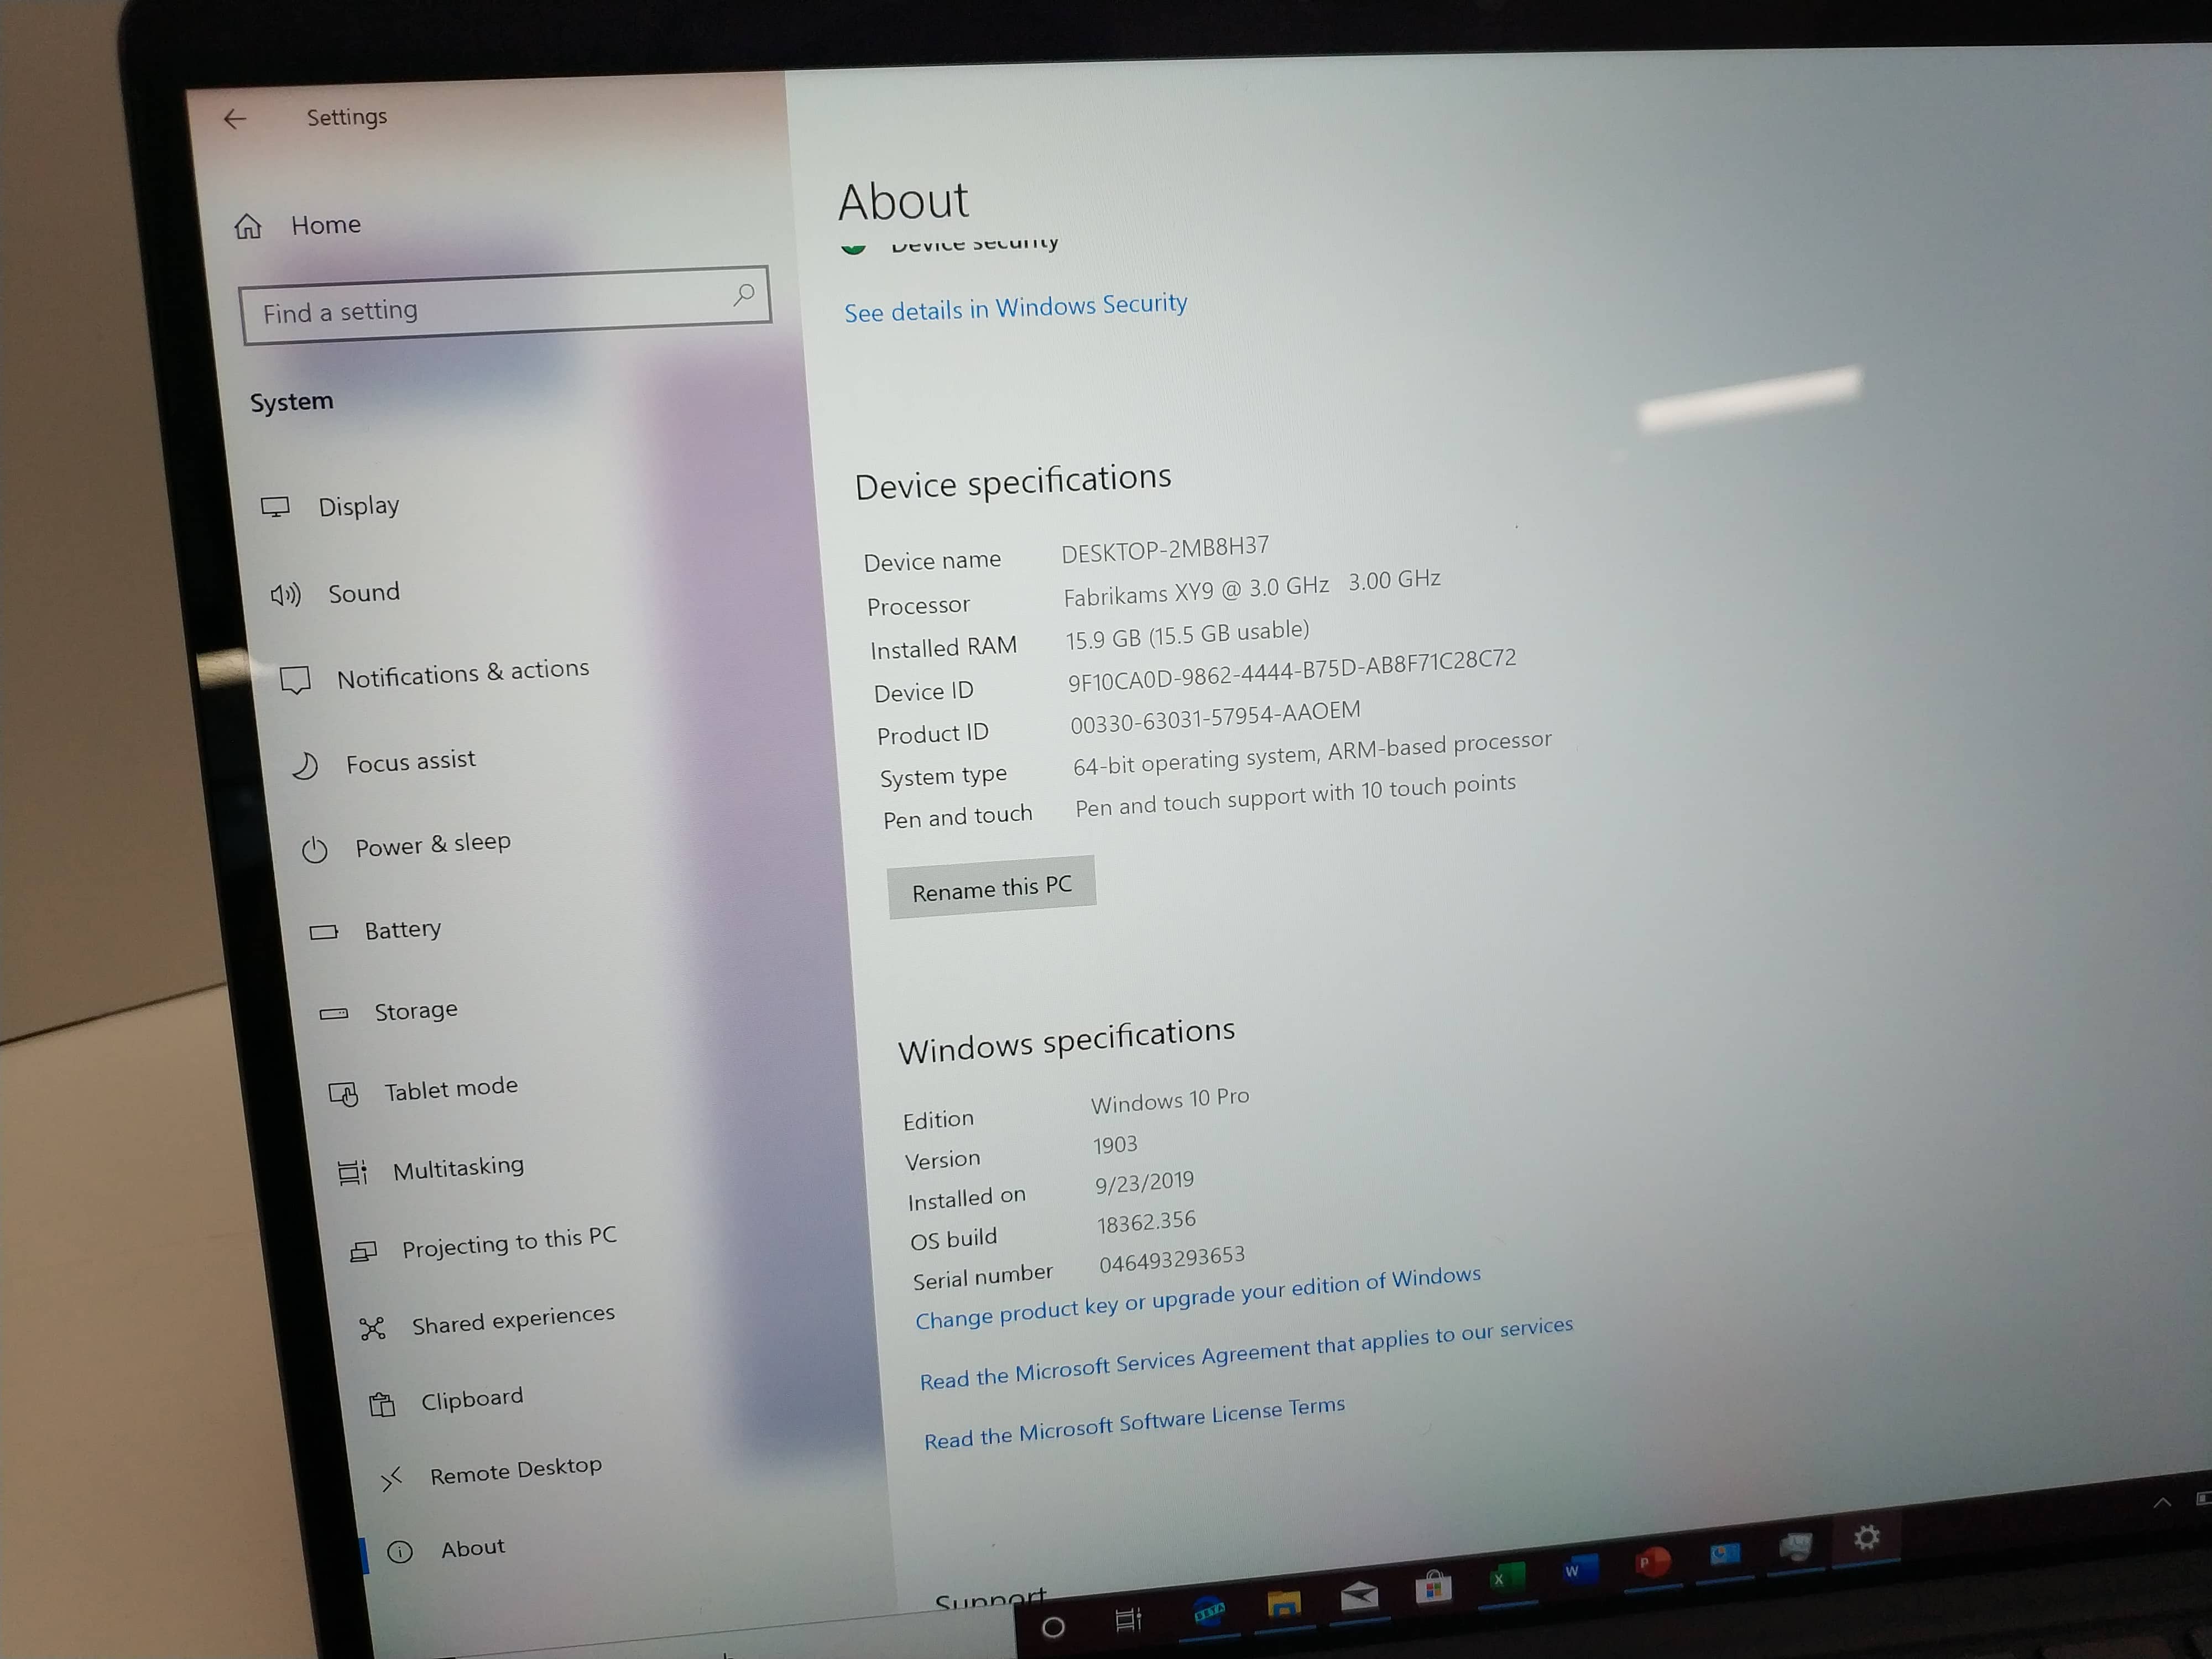 Settings
Home
Find a setting
System
Display
Sound
Notifications & actions
Focus assist
Power & sleep
Battery
Storage
Tablet mode
Multitasking
Projecting to this PC
Shared experiences
Clipboard
Remote Desktop
About
About
Device security
See details in Windows Security
Device specifications
Device name DESKTOP-2MB8H37
Processor Fabrikams XY9 @ 3.0 GHz 3.00 GHz
Installed RAM 15.9 GB (15.5 GB usable)
Device ID 9F10CA0D-9862-4444-B75D-AB8F71C28C72
Product ID 00330-63031-57954-AAOEM
System type 64-bit operating system, ARM-based processor
Pen and touch Pen and touch support with 10 touch points
Rename this PC
Windows specifications
Edition Windows 10 Pro
Version 1903
Installed on 9/23/2019
OS build 18362.356
Serial number 046493293653
Change product key or upgrade your edition of Windows
Read the Microsoft Services Agreement that applies to our services
Read the Microsoft Software License Terms
Support
BETA X W P